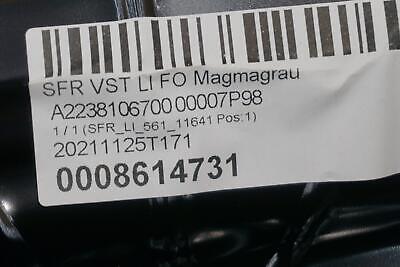 SFR VST LI FO Magmagrau
A2238106700 00007P98
1 / 1 (SFR_LI_561_11641 Pos:1)
20211125T171
0008614731